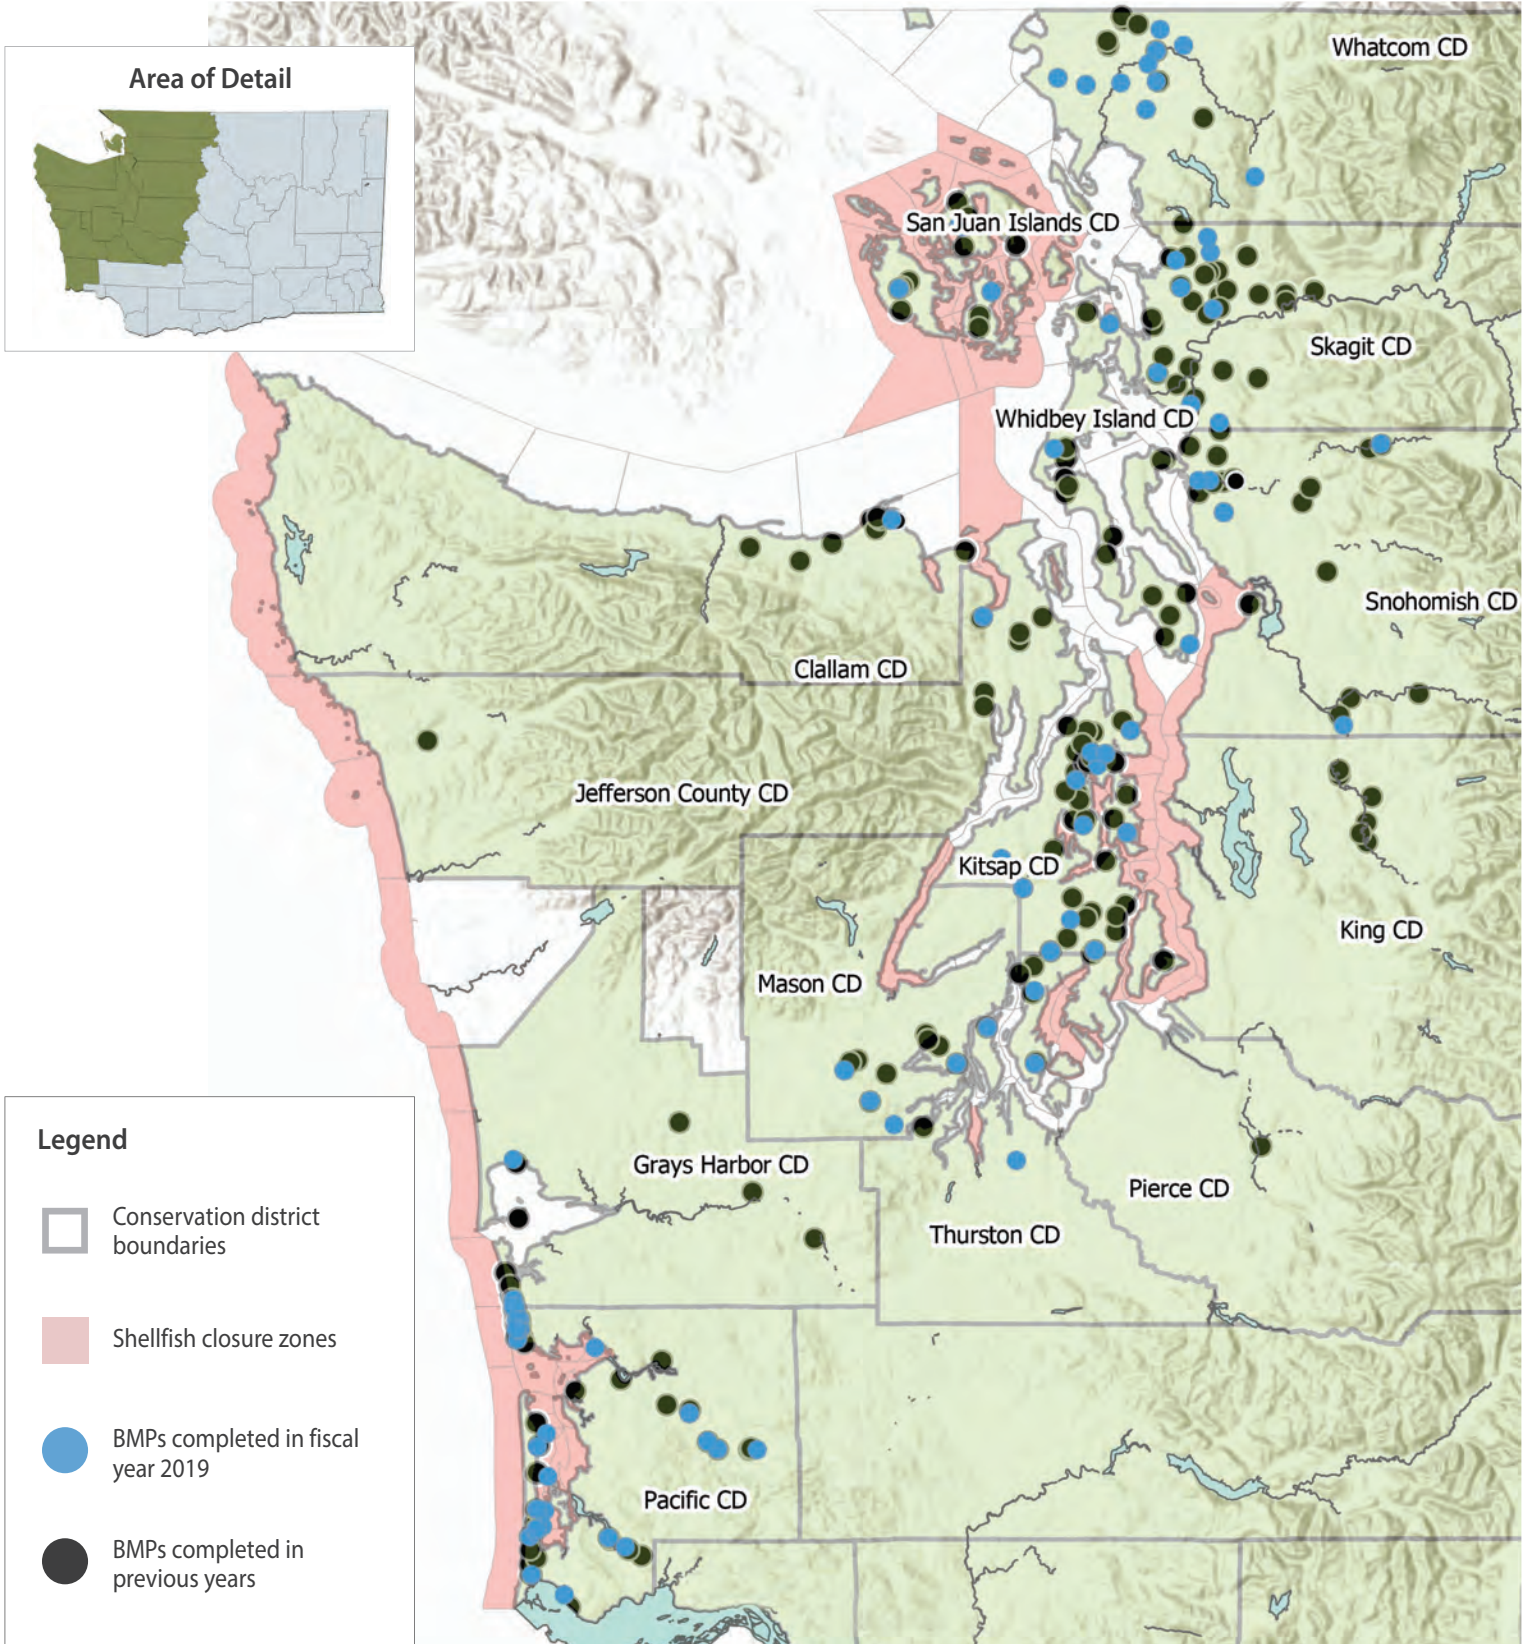 Area of Detail
Whatcom CD
San Juan Islands CD
Skagit CD
Whidbey Island CD
Snohomish CD
Clallam CD
Jefferson County CD
Kitsap CD
King CD
Mason CD
Grays Harbor CD
Pierce CD
Thurston CD
Pacific CD
Legend
Conservation district
boundaries
Shellfish closure zones
BMPs completed in fiscal
year 2019
BMPs completed in
previous years